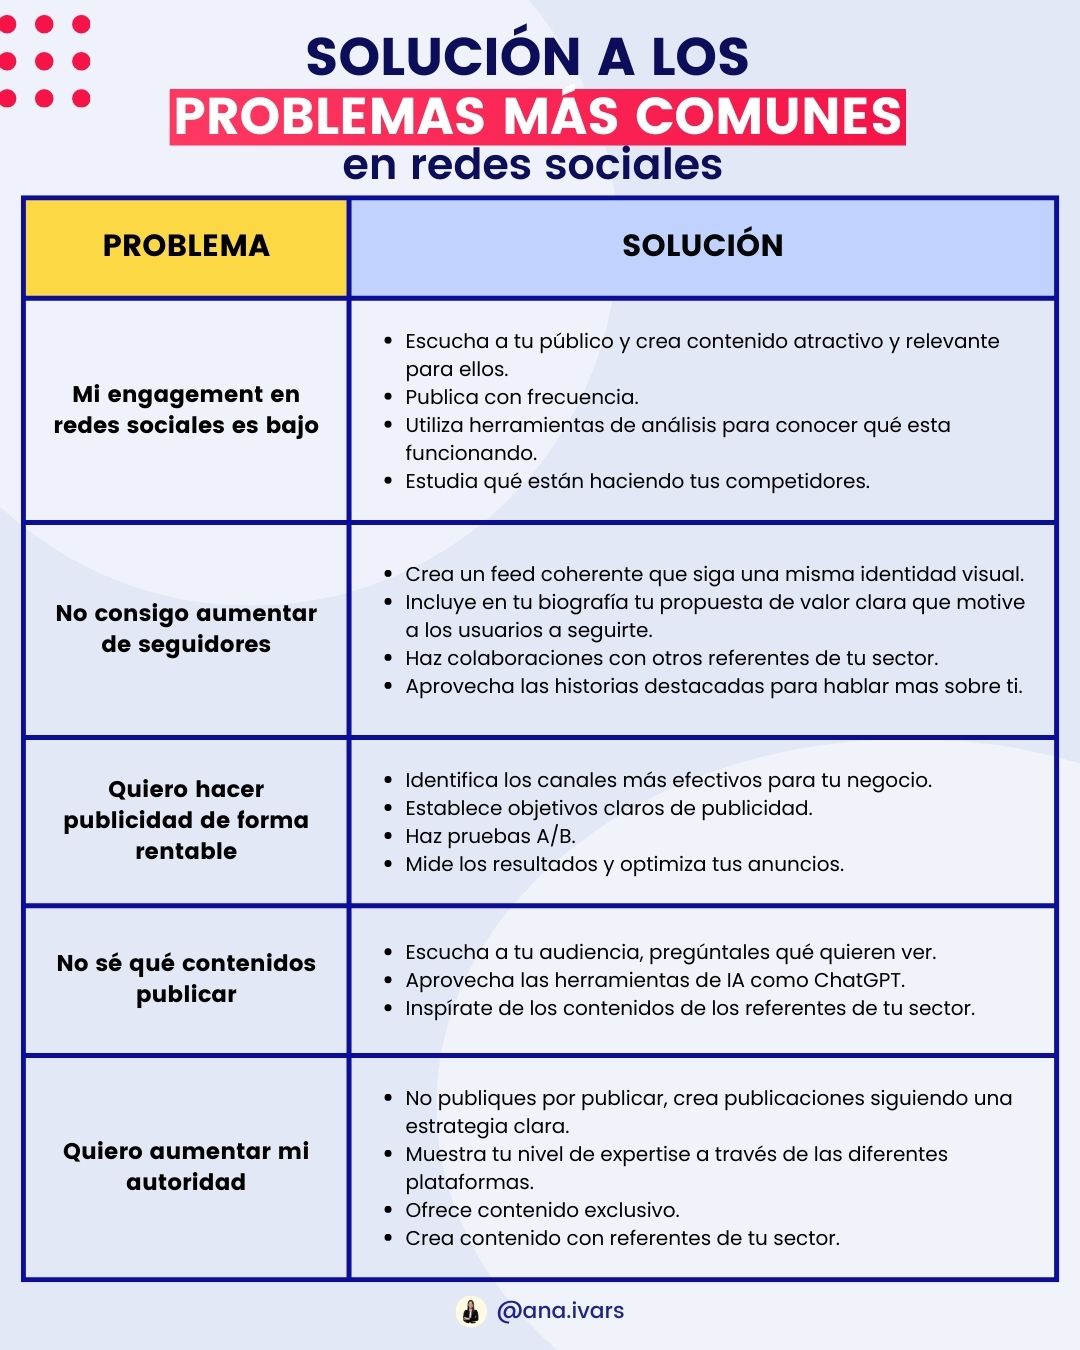 SOLUCIÓN A LOS
PROBLEMAS MÁS COMUNES
en redes sociales
PROBLEMA
SOLUCIÓN
Mi engagement en
redes sociales es bajo
• Escucha a tu público y crea contenido atractivo y relevante
para ellos.
• Publica con frecuencia.
• Utiliza herramientas de análisis para conocer qué esta
funcionando.
• Estudia qué están haciendo tus competidores.
No consigo aumentar
de seguidores
• Crea un feed coherente que siga una misma identidad visual.
• Incluye en tu biografía tu propuesta de valor clara que motive
a los usuarios a seguirte.
• Haz colaboraciones con otros referentes de tu sector.
• Aprovecha las historias destacadas para hablar mas sobre ti.
Quiero hacer
publicidad de forma
rentable
• Identifica los canales más efectivos para tu negocio.
• Establece objetivos claros de publicidad.
• Haz pruebas A/B.
• Mide los resultados y optimiza tus anuncios.
No sé qué contenidos
publicar
• Escucha a tu audiencia, pregúntales qué quieren ver.
• Aprovecha las herramientas de IA como ChatGPT.
• Inspírate de los contenidos de los referentes de tu sector.
Quiero aumentar mi
autoridad
• No publiques por publicar, crea publicaciones siguiendo una
estrategia clara.
• Muestra tu nivel de expertise a través de las diferentes
plataformas.
• Ofrece contenido exclusivo.
• Crea contenido con referentes de tu sector.
@ana.ivars